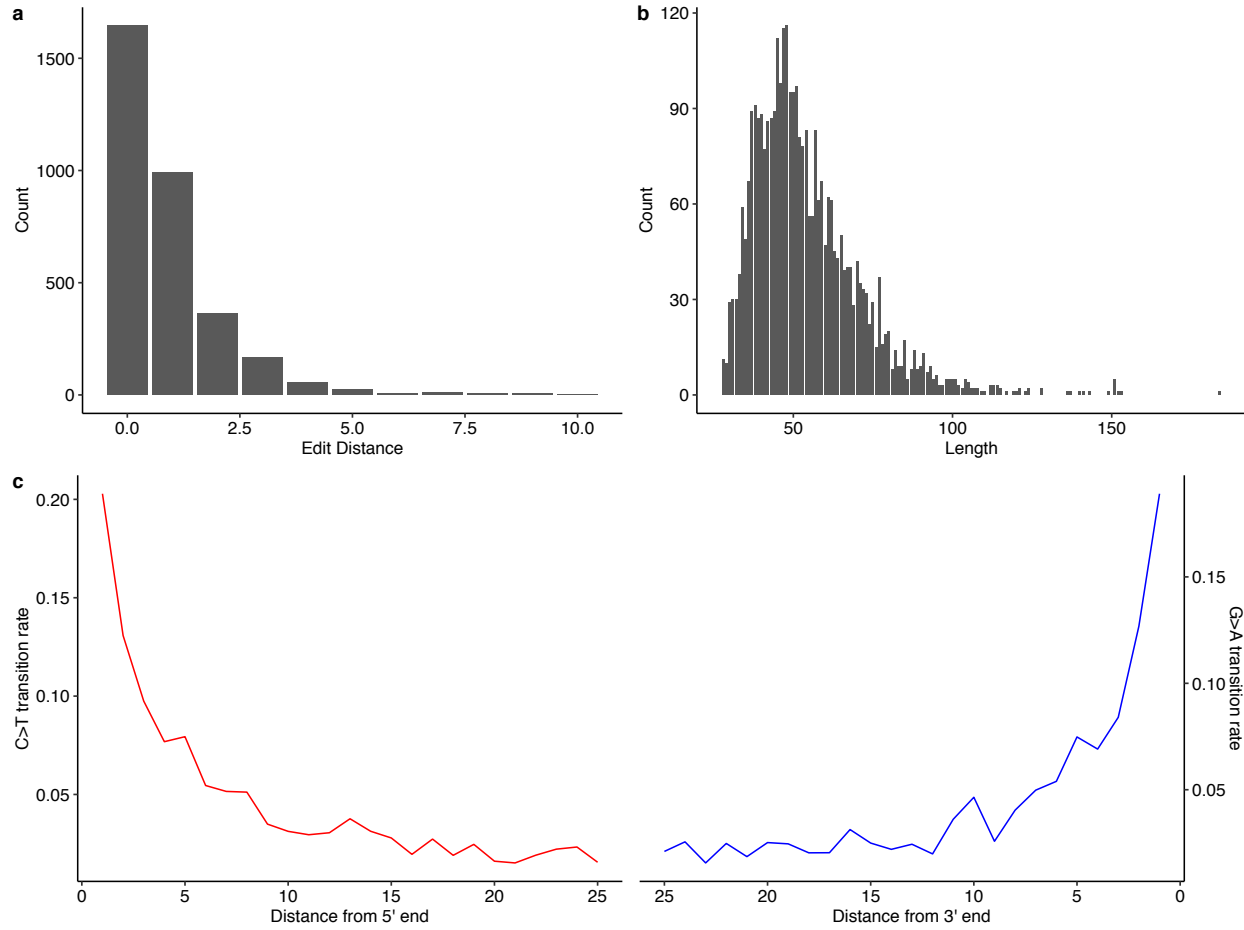 a
1500
1000
500
0
Count
0.0 2.5 5.0 7.5 10.0
Edit Distance
b
120
90
60
30
0
Count
50 100 150
Length
c
0.20
0.15
0.10
0.05
C>T transition rate
0 5 10 15 20 25
Distance from 5' end
0.15
0.10
0.05
G>A transition rate
25 20 15 10 5 0
Distance from 3' end